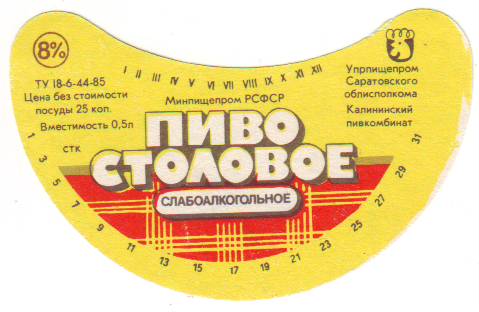 8%
ТУ 18-6-44-85
Цена без стоимости
посуды 25 коп.
Вместимость 0,5л
стк
I II III IV V VI VII VIII IX X XI XII
Минпищепром РСФСР
Упрпищепром
Саратовского
облисполкома
Калининский
пивкомбинат
ПИВО
СТОЛОВОЕ
СЛАБОАЛКОГОЛЬНОЕ
1 3 5 7 9 11 13 15 17 19 21 23 25 27 29 31